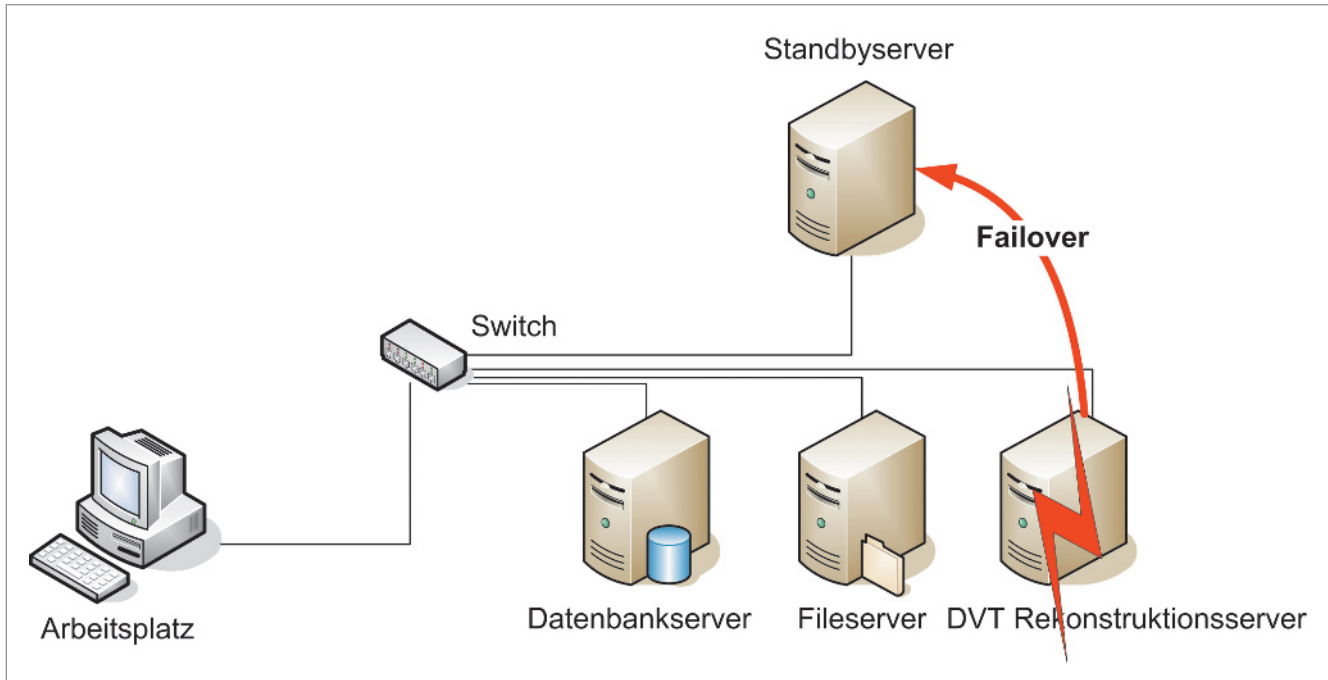 Standbyserver
Failover
Switch
Arbeitsplatz
Datenbankserver
Fileserver
DVT Rekonstruktionsserver